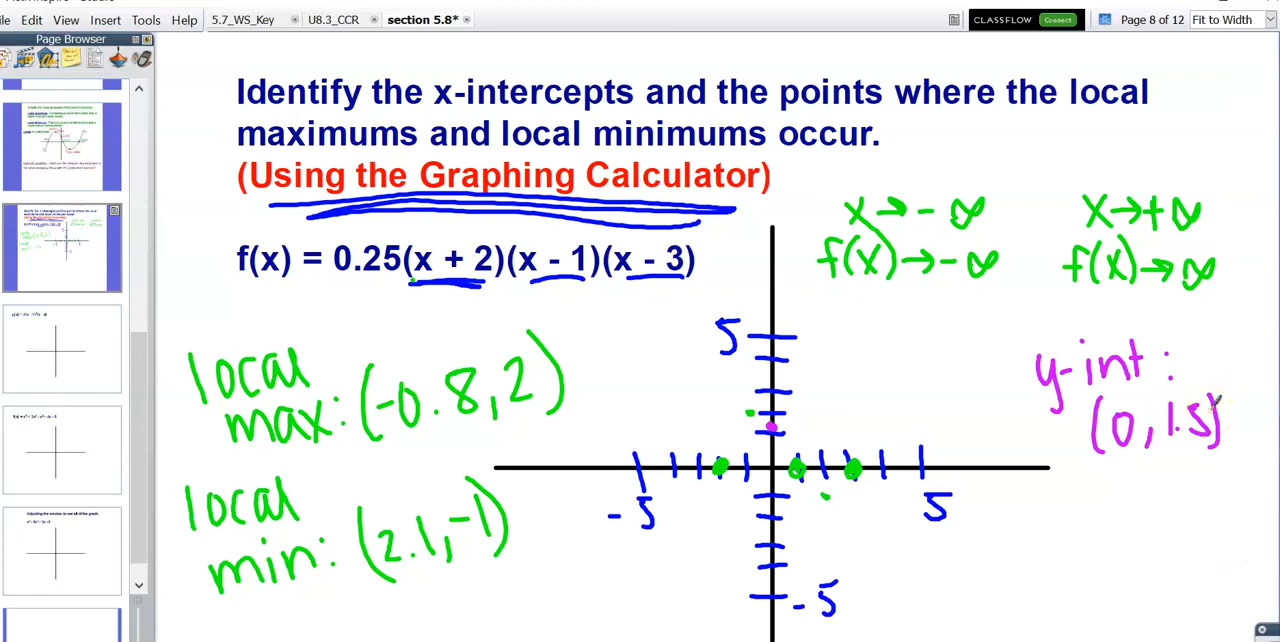 File Edit View Insert Tools Help 5.7_WS_Key U8.3_CCR section 5.8* CLASSFLOW Connect Page 8 of 12 Fit to Width
Page Browser
Identify the x-intercepts and the points where the local
maximums and local minimums occur.
(Using the Graphing Calculator)
x→-∞ x→+∞
f(x)→-∞ f(x)→∞
f(x) = 0.25(x + 2)(x - 1)(x - 3)
5
local
max: (-0.8, 2)
y-int:
(0, 1.5)
-5 5
local
min: (2.1, -1)
-5